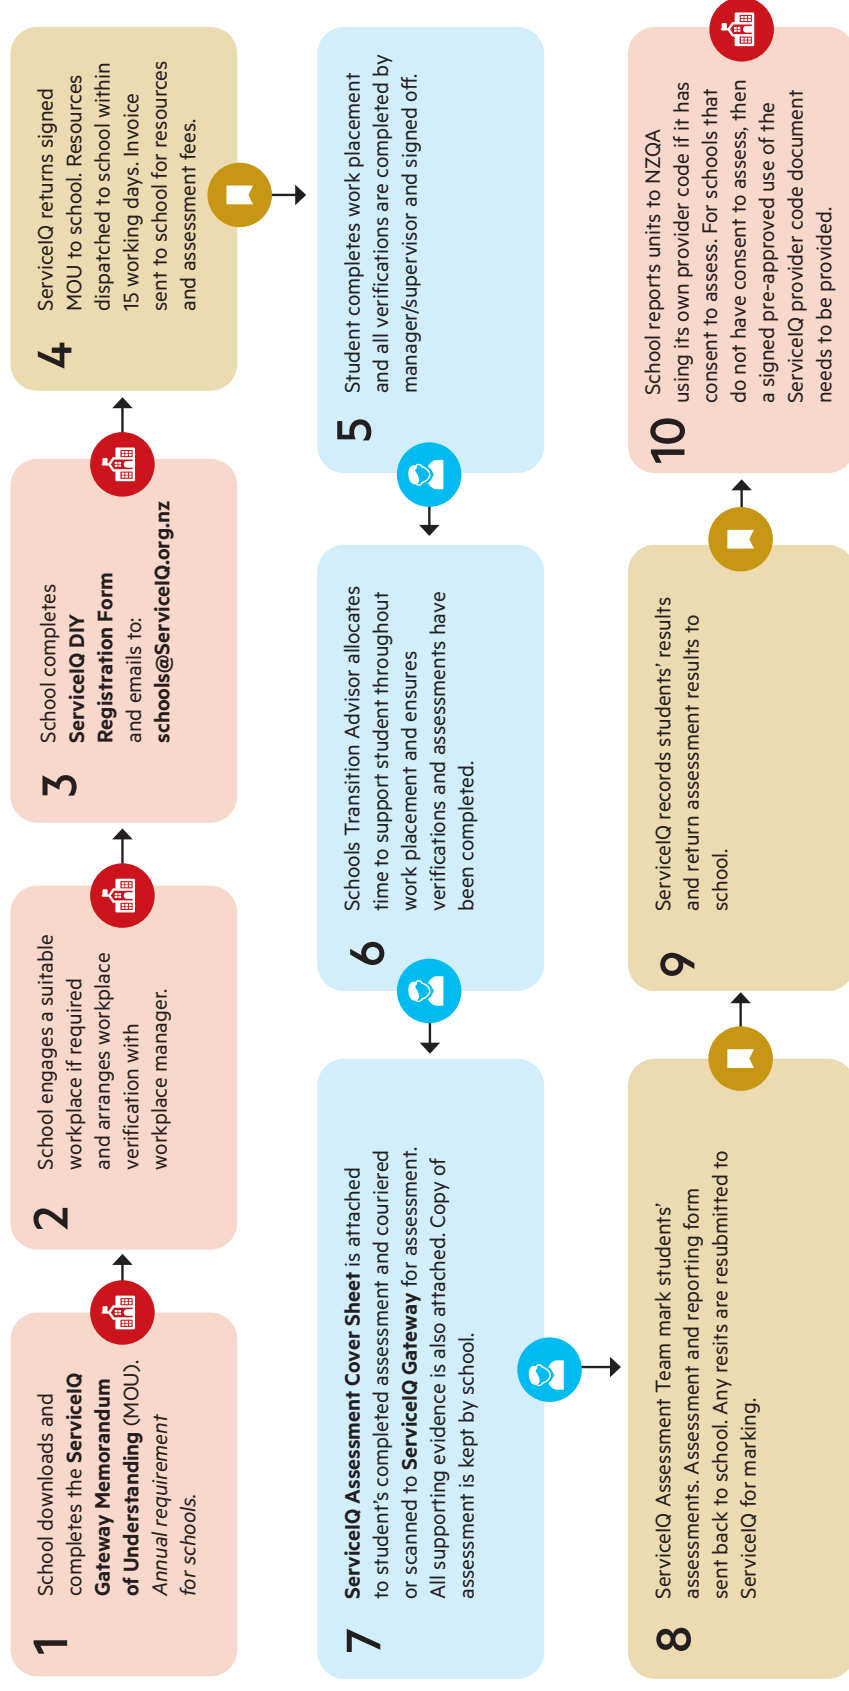 1
School downloads and
completes the ServiceIQ
Gateway Memorandum
of Understanding (MOU).
Annual requirement
for schools.
2
School engages a suitable
workplace if required
and arranges workplace
verification with
workplace manager.
3
School completes
ServiceIQ DIY
Registration Form
and emails to:
schools@ServiceIQ.org.nz
4
ServiceIQ returns signed
MOU to school. Resources
dispatched to school within
15 working days. Invoice
sent to school for resources
and assessment fees.
5
Student completes work placement
and all verifications are completed by
manager/supervisor and signed off.
6
Schools Transition Advisor allocates
time to support student throughout
work placement and ensures
verifications and assessments have
been completed.
7
ServiceIQ Assessment Cover Sheet is attached
to student's completed assessment and couriered
or scanned to ServiceIQ Gateway for assessment.
All supporting evidence is also attached. Copy of
assessment is kept by school.
8
ServiceIQ Assessment Team mark students'
assessments. Assessment and reporting form
sent back to school. Any resits are resubmitted to
ServiceIQ for marking.
9
ServiceIQ records students' results
and return assessment results to
school.
10
School reports units to NZQA
using its own provider code if it has
consent to assess. For schools that
do not have consent to assess, then
a signed pre-approved use of the
ServiceIQ provider code document
needs to be provided.